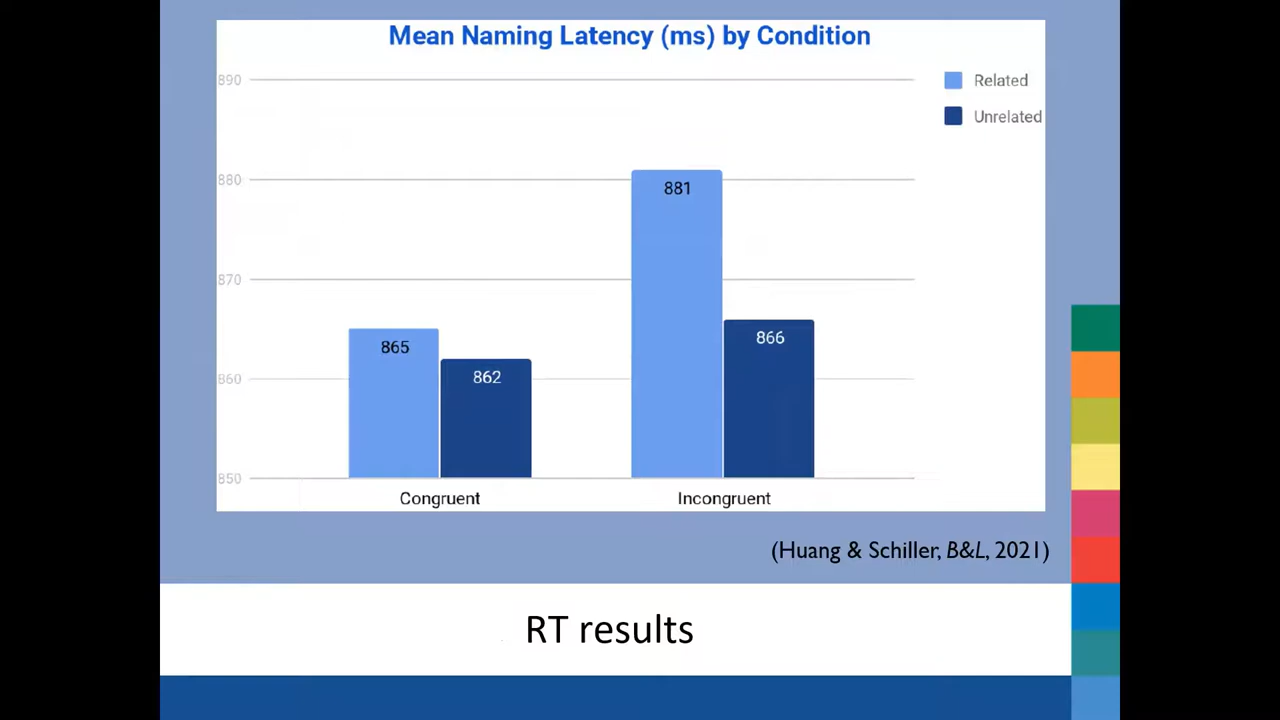 Mean Naming Latency (ms) by Condition
890
Related
Unrelated
880
881
870
865
866
862
860
850
Congruent
Incongruent
(Huang & Schiller, B&L, 2021)
RT results